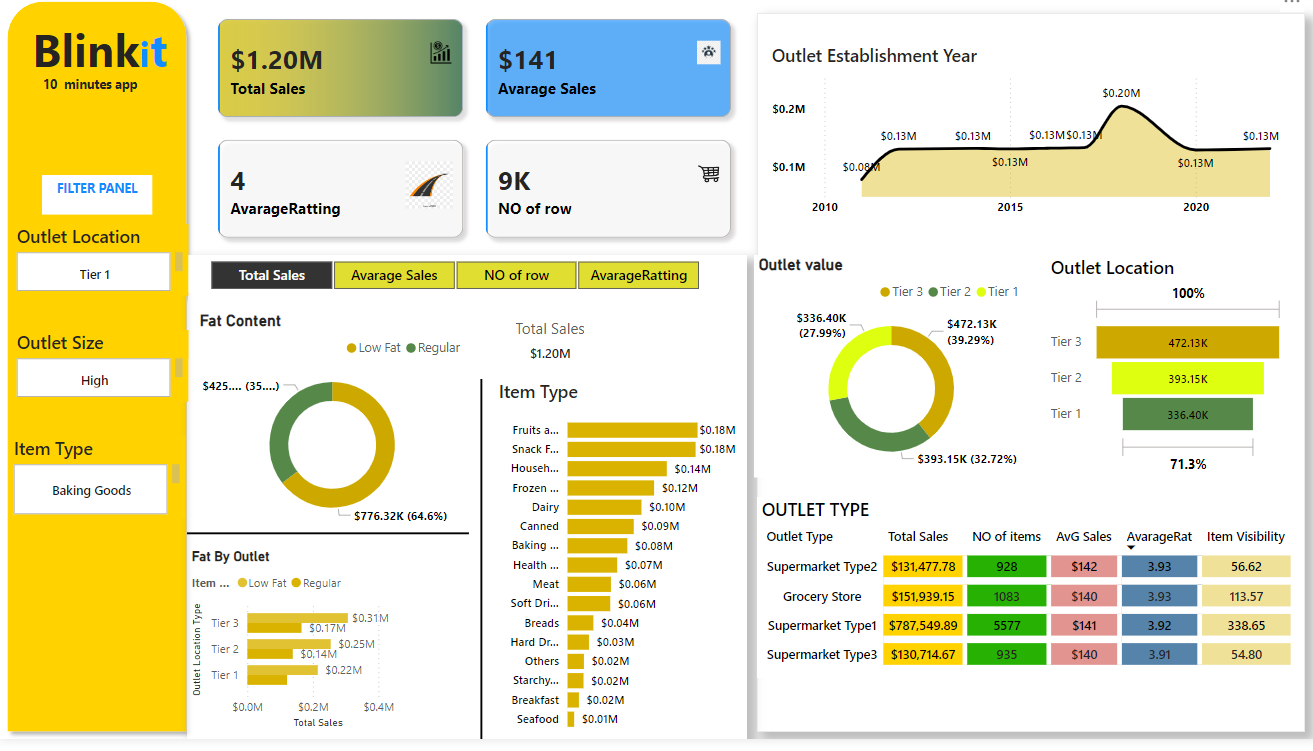 Blinkit
10 minutes app
FILTER PANEL
Outlet Location
Tier 1
Outlet Size
High
Item Type
Baking Goods
$1.20M
Total Sales
$141
Avarage Sales
4
AvarageRatting
9K
NO of row
Total Sales
Avarage Sales
NO of row
AvarageRatting
Fat Content
Low Fat
Regular
$425.... (35....)
$776.32K (64.6%)
Fat By Outlet
Item ...
Low Fat
Regular
Outlet Location Type
Tier 3
$0.31M
$0.17M
Tier 2
$0.25M
$0.14M
Tier 1
$0.22M
$0.0M
$0.2M
$0.4M
Total Sales
Total Sales
$1.20M
Item Type
Fruits a... $0.18M
Snack F... $0.18M
Househ... $0.14M
Frozen ... $0.12M
Dairy $0.10M
Canned $0.09M
Baking ... $0.08M
Health ... $0.07M
Meat $0.06M
Soft Dri... $0.06M
Breads $0.04M
Hard Dr... $0.03M
Others $0.02M
Starchy... $0.02M
Breakfast $0.02M
Seafood $0.01M
Outlet Establishment Year
$0.2M
$0.1M
$0.08M
$0.13M
$0.13M
$0.13M
$0.13M
$0.13M
$0.20M
$0.13M
$0.13M
2010
2015
2020
Outlet value
Tier 3
Tier 2
Tier 1
$336.40K
(27.99%)
$472.13K
(39.29%)
$393.15K (32.72%)
Outlet Location
100%
Tier 3 472.13K
Tier 2 393.15K
Tier 1 336.40K
71.3%
OUTLET TYPE
Outlet Type Total Sales NO of items AvG Sales AvarageRat Item Visibility
Supermarket Type2 $131,477.78 928 $142 3.93 56.62
Grocery Store $151,939.15 1083 $140 3.93 113.57
Supermarket Type1 $787,549.89 5577 $141 3.92 338.65
Supermarket Type3 $130,714.67 935 $140 3.91 54.80